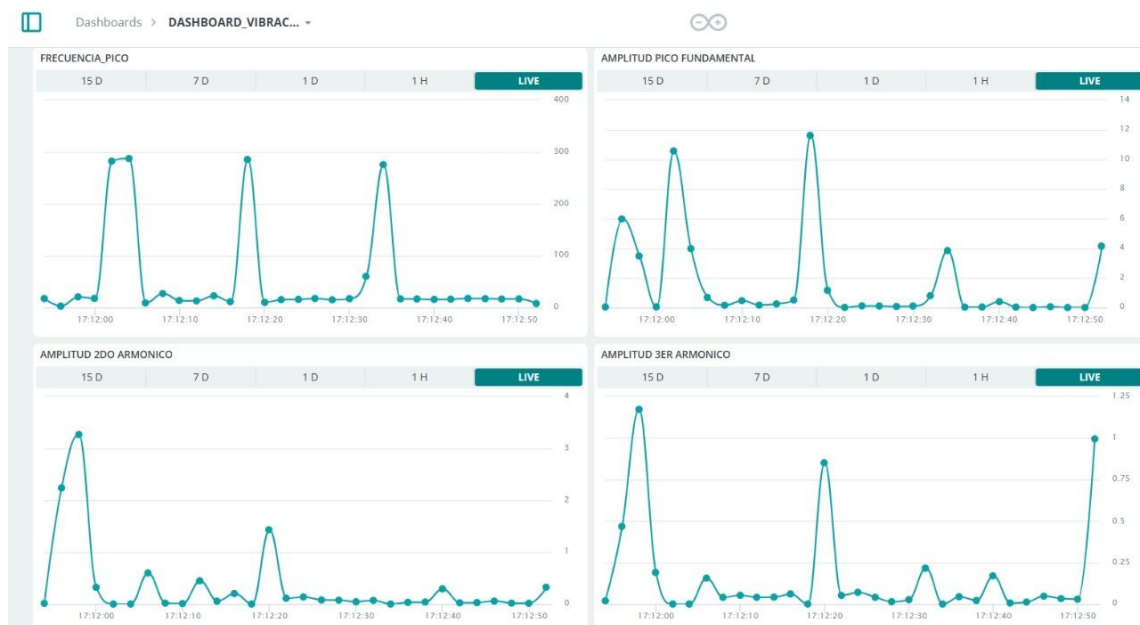 Dashboards > DASHBOARD_VIBRAC...
FRECUENCIA_PICO
15 D 7 D 1 D 1 H LIVE
400
300
200
100
0
17:12:00 17:12:10 17:12:20 17:12:30 17:12:40 17:12:50
AMPLITUD PICO FUNDAMENTAL
15 D 7 D 1 D 1 H LIVE
14
12
10
8
6
4
2
0
17:12:00 17:12:10 17:12:20 17:12:30 17:12:40 17:12:50
AMPLITUD 2DO ARMONICO
15 D 7 D 1 D 1 H LIVE
4
3
2
1
0
17:12:00 17:12:10 17:12:20 17:12:30 17:12:40 17:12:50
AMPLITUD 3ER ARMONICO
15 D 7 D 1 D 1 H LIVE
1.25
1
0.75
0.5
0.25
0
17:12:00 17:12:10 17:12:20 17:12:30 17:12:40 17:12:50